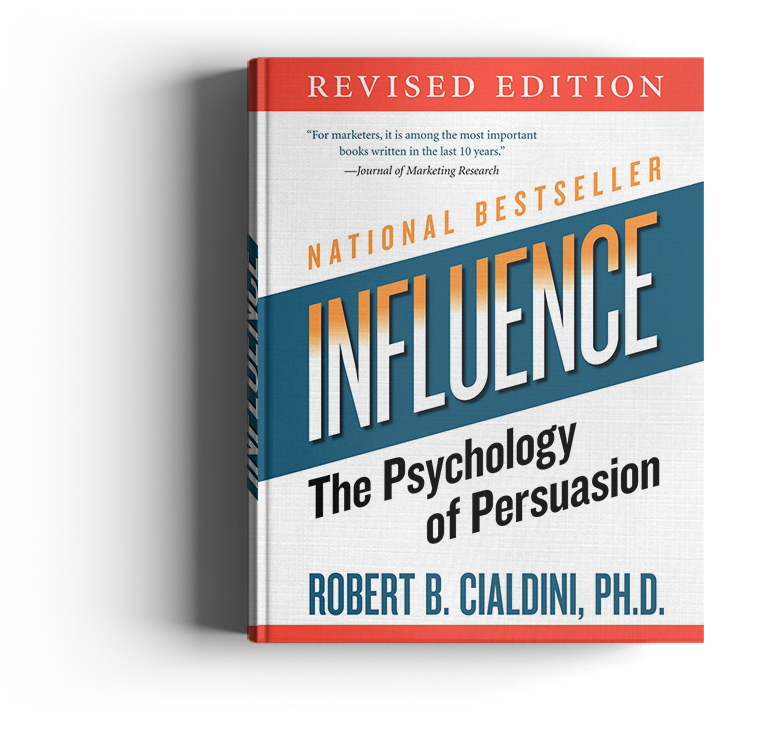 REVISED EDITION
“For marketers, it is among the most important
books written in the last 10 years.”
—Journal of Marketing Research
NATIONAL BESTSELLER
INFLUENCE
The Psychology
of Persuasion
ROBERT B. CIALDINI, PH.D.
INFLUENCE